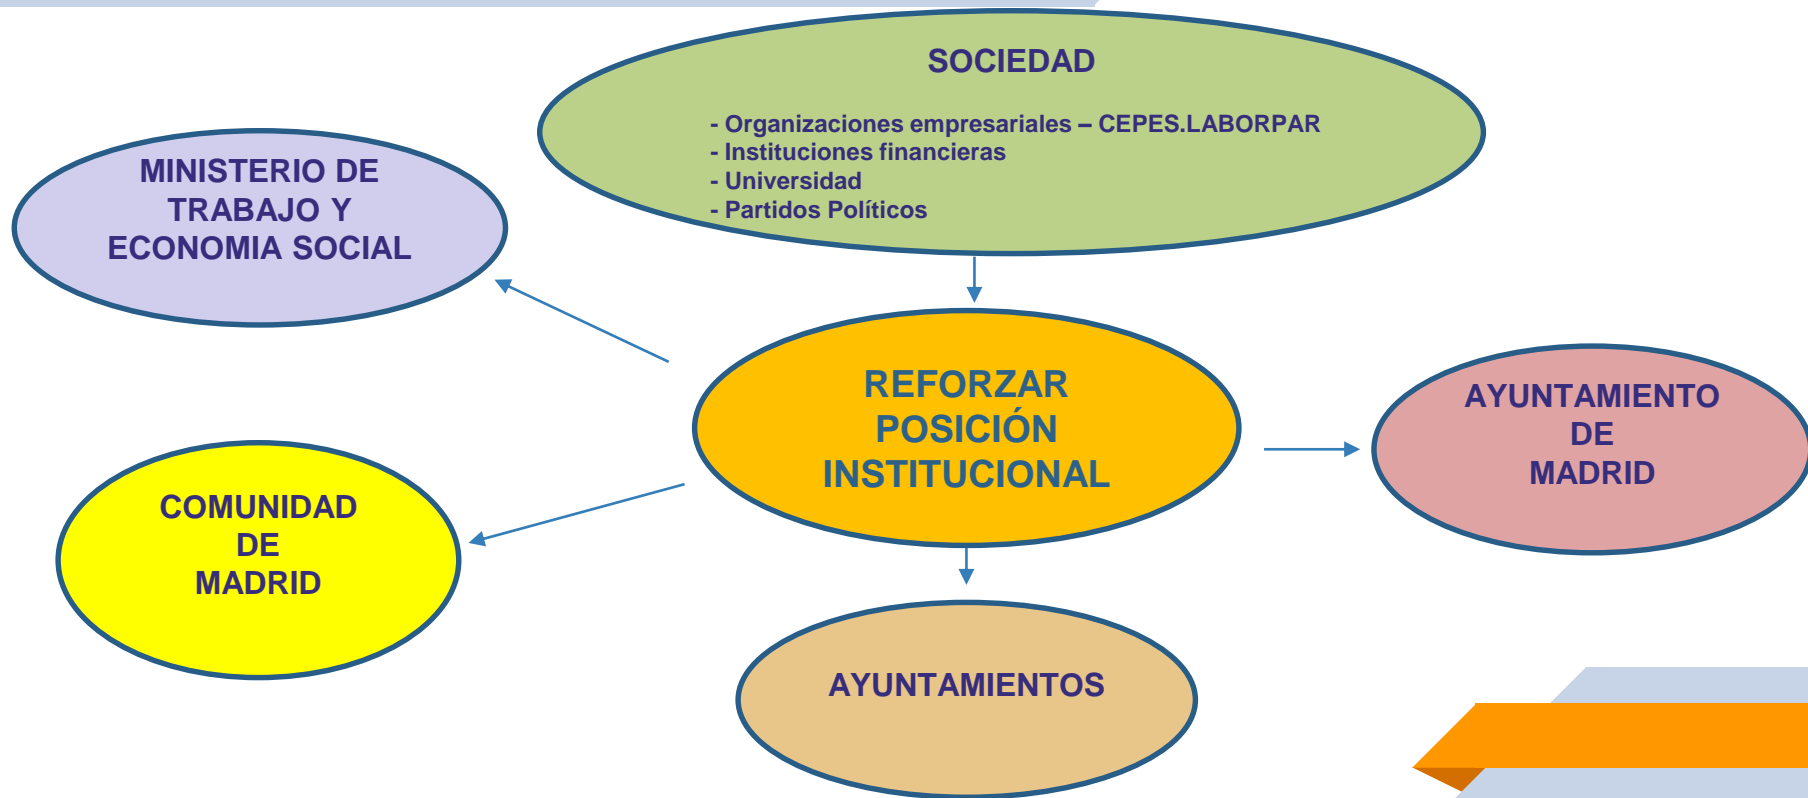 SOCIEDAD
- Organizaciones empresariales – CEPES.LABORPAR
- Instituciones financieras
- Universidad
- Partidos Políticos
MINISTERIO DE
TRABAJO Y
ECONOMIA SOCIAL
REFORZAR
POSICIÓN
INSTITUCIONAL
AYUNTAMIENTO
DE
MADRID
COMUNIDAD
DE
MADRID
AYUNTAMIENTOS